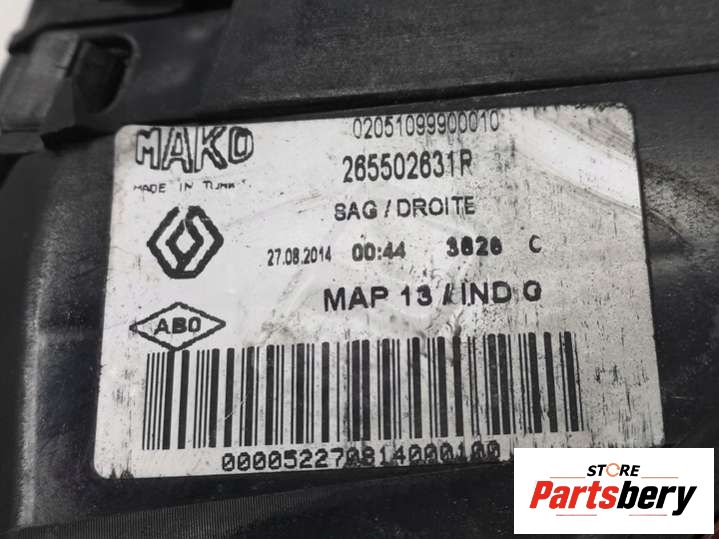 MAKO
02051099900010
265502631R
MADE IN
SAG / DROITE
27.08.2014 00:44 3826 C
MAP 13 / IND G
ABO
000052270814000100
STORE
Partsbery